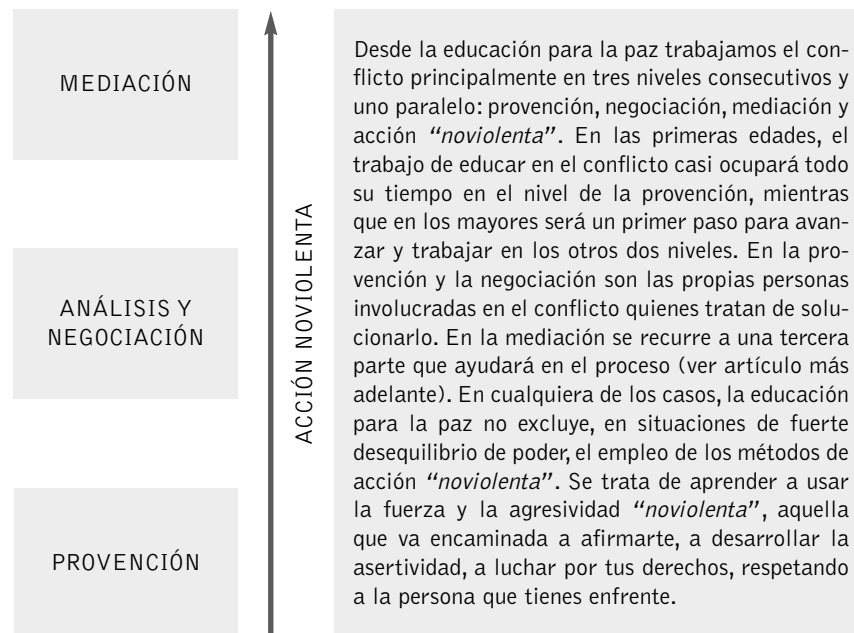 MEDIACIÓN
ANÁLISIS Y
NEGOCIACIÓN
PROVENCIÓN
ACCIÓN NOVIOLENTA
Desde la educación para la paz trabajamos el con-
flicto principalmente en tres niveles consecutivos y
uno paralelo: provención, negociación, mediación y
acción “noviolenta”. En las primeras edades, el
trabajo de educar en el conflicto casi ocupará todo
su tiempo en el nivel de la provención, mientras
que en los mayores será un primer paso para avan-
zar y trabajar en los otros dos niveles. En la pro-
vención y la negociación son las propias personas
involucradas en el conflicto quienes tratan de solu-
cionarlo. En la mediación se recurre a una tercera
parte que ayudará en el proceso (ver artículo más
adelante). En cualquiera de los casos, la educación
para la paz no excluye, en situaciones de fuerte
desequilibrio de poder, el empleo de los métodos de
acción “noviolenta”. Se trata de aprender a usar
la fuerza y la agresividad “noviolenta”, aquella
que va encaminada a afirmarte, a desarrollar la
asertividad, a luchar por tus derechos, respetando
a la persona que tienes enfrente.